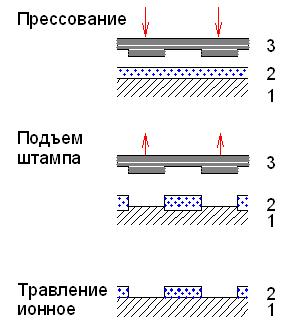 Прессование
3
2
1
Подъем
штампа
3
2
1
Травление
ионное
2
1